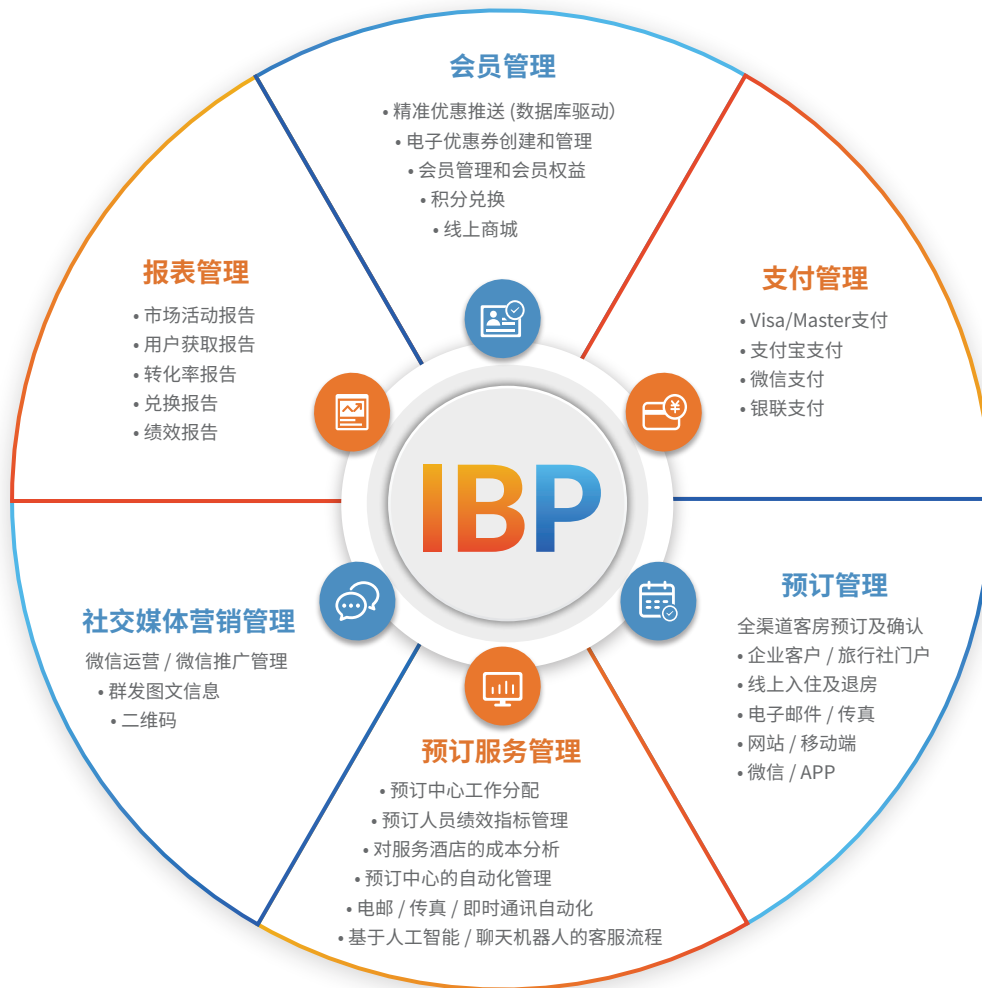 会员管理
• 精准优惠推送 (数据库驱动）
• 电子优惠券创建和管理
• 会员管理和会员权益
• 积分兑换
• 线上商城
支付管理
• Visa/Master支付
• 支付宝支付
• 微信支付
• 银联支付
预订管理
全渠道客房预订及确认
• 企业客户 / 旅行社门户
• 线上入住及退房
• 电子邮件 / 传真
• 网站 / 移动端
• 微信 / APP
预订服务管理
• 预订中心工作分配
• 预订人员绩效指标管理
• 对服务酒店的成本分析
• 预订中心的自动化管理
• 电邮 / 传真 / 即时通讯自动化
• 基于人工智能 / 聊天机器人的客服流程
社交媒体营销管理
微信运营 / 微信推广管理
• 群发图文信息
• 二维码
报表管理
• 市场活动报告
• 用户获取报告
• 转化率报告
• 兑换报告
• 绩效报告
IBP
¥